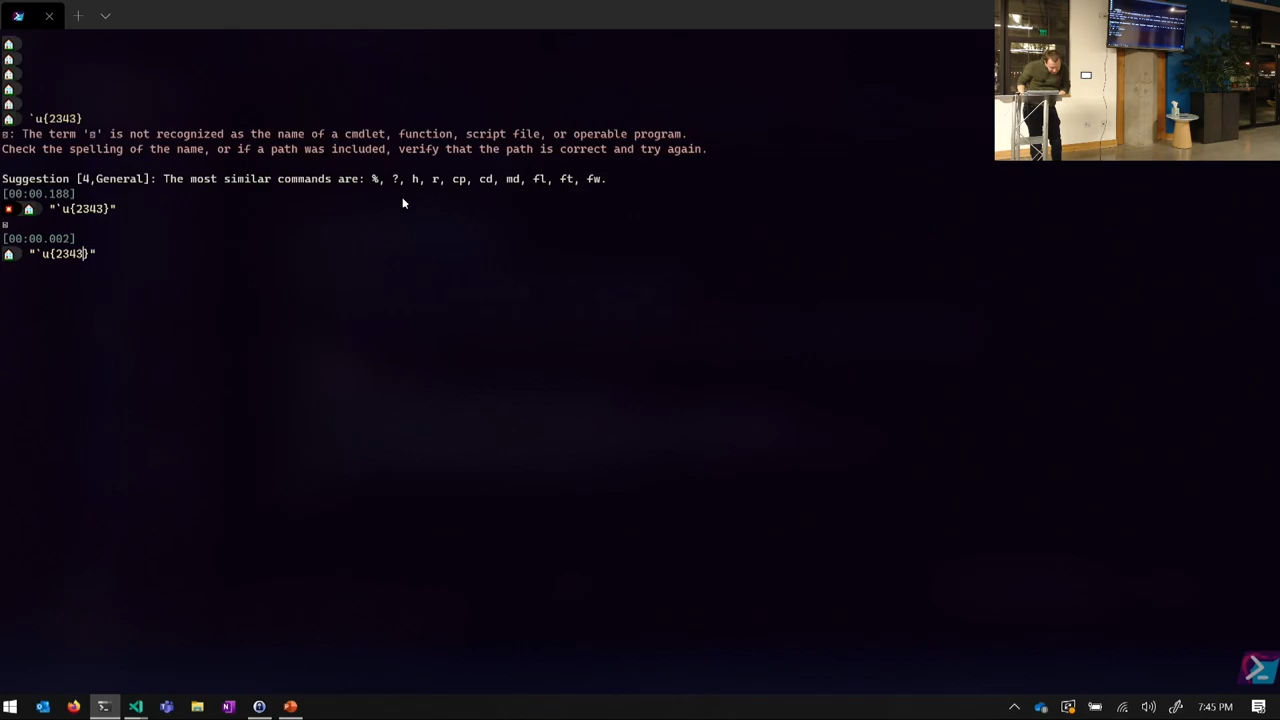 `u{2343}
⍃: The term '⍃' is not recognized as the name of a cmdlet, function, script file, or operable program.
Check the spelling of the name, or if a path was included, verify that the path is correct and try again.
Suggestion [4,General]: The most similar commands are: %, ?, h, r, cp, cd, md, fl, ft, fw.
[00:00.188]
"`u{2343}"
⍃
[00:00.002]
"`u{2343}"
7:45 PM